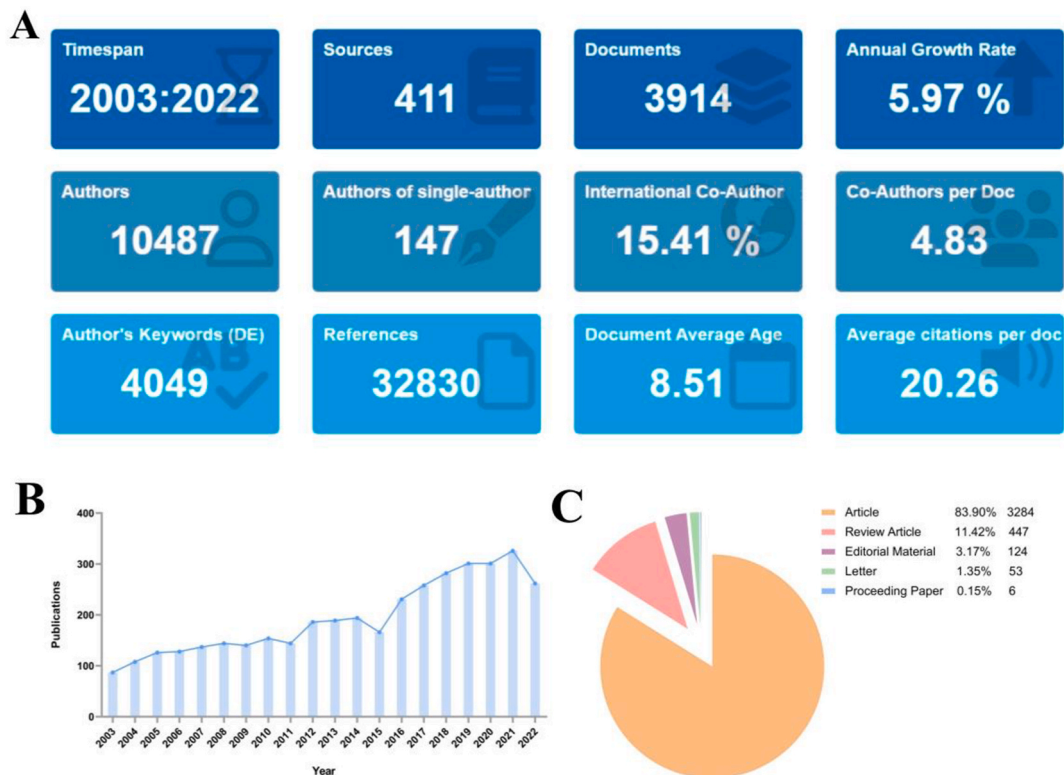 A
Timespan
2003:2022
Sources
411
Documents
3914
Annual Growth Rate
5.97 %
Authors
10487
Authors of single-author
147
International Co-Author
15.41 %
Co-Authors per Doc
4.83
Author's Keywords (DE)
AB
4049
References
32830
Document Average Age
8.51
Average citations per doc
20.26
B
Publications
400
300
200
100
0
2003
2004
2005
2006
2007
2008
2009
2010
2011
2012
2013
2014
2015
2016
2017
2018
2019
2020
2021
2022
Year
C
Article 83.90% 3284
Review Article 11.42% 447
Editorial Material 3.17% 124
Letter 1.35% 53
Proceeding Paper 0.15% 6